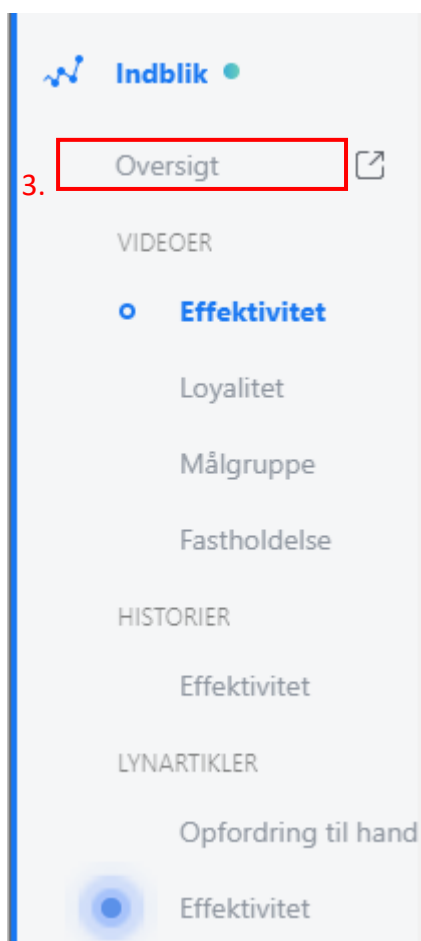 Indblik
Oversigt
3.
VIDEOER
Effektivitet
Loyalitet
Målgruppe
Fastholdelse
HISTORIER
Effektivitet
LYNARTIKLER
Opfordring til hand
Effektivitet